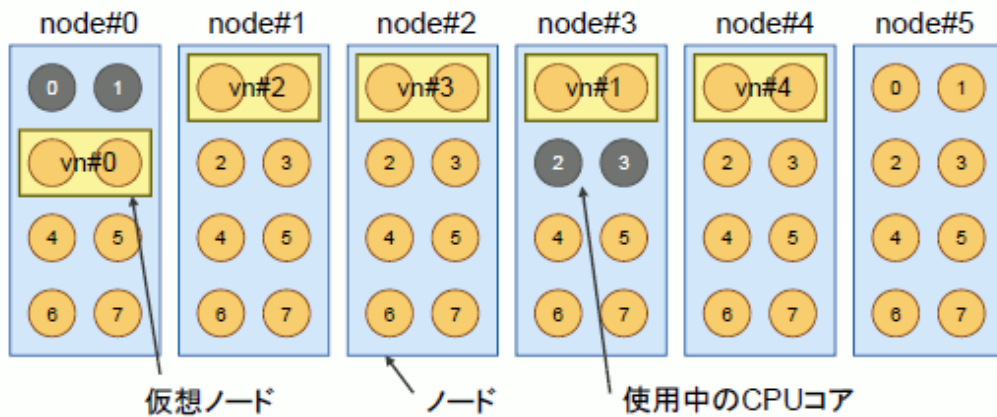 node#0 node#1 node#2 node#3 node#4 node#5
0 1 vn#2 vn#3 vn#1 vn#4 0 1
vn#0 2 3 2 3 2 3 2 3 2 3
4 5 4 5 4 5 4 5 4 5 4 5
6 7 6 7 6 7 6 7 6 7 6 7
仮想ノード ノード 使用中のCPUコア